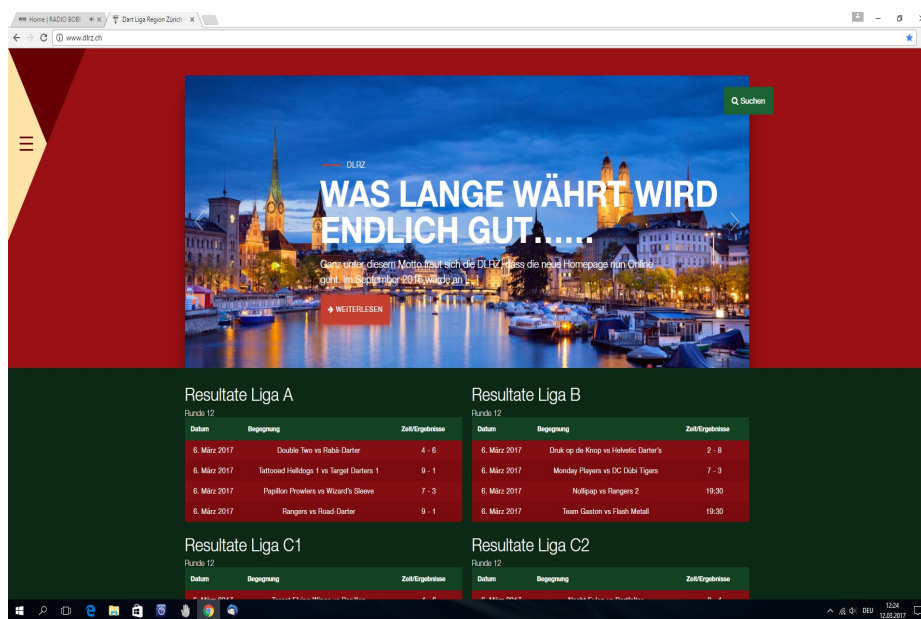 Home | RADIO BOB!
Dart Liga Region Zürich -
www.dlrz.ch
Suchen
DLRZ
WAS LANGE WÄHRT WIRD
ENDLICH GUT......
Ganz unter diesem Motto freut sich die DLRZ, dass die neue Homepage nun Online
geht. Im September 2016 wurde an [...]
WEITERLESEN
Resultate Liga A
Runde 12
Datum Begegnung Zeit/Ergebnisse
6. März 2017 Double Two vs Rabä-Darter 4 - 6
6. März 2017 Tattooed Helldogs 1 vs Target Darters 1 9 - 1
6. März 2017 Papillon Prowlers vs Wizard's Sleeve 7 - 3
6. März 2017 Rangers vs Road-Darter 9 - 1
Resultate Liga B
Runde 12
Datum Begegnung Zeit/Ergebnisse
6. März 2017 Druk op de Knop vs Helvetic Darter's 2 - 8
6. März 2017 Monday Players vs DC Dübi Tigers 7 - 3
6. März 2017 Nollipap vs Rangers 2 19:30
6. März 2017 Team Gaston vs Flash Metall 19:30
Resultate Liga C1
Runde 12
Datum Begegnung Zeit/Ergebnisse
Resultate Liga C2
Runde 12
Datum Begegnung Zeit/Ergebnisse
DEU
12:24
12.03.2017